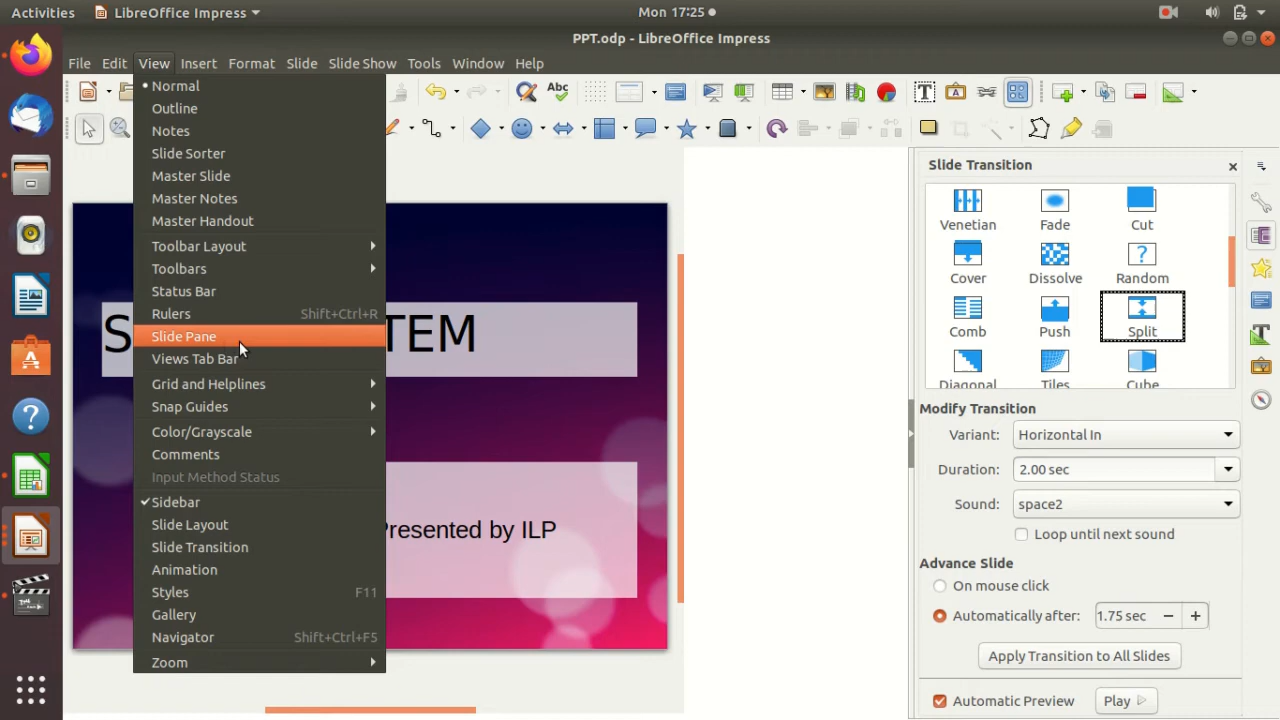 Activities
LibreOffice Impress
Mon 17:25
PPT.odp - LibreOffice Impress
File Edit View Insert Format Slide Slide Show Tools Window Help
Normal
Outline
Notes
Slide Sorter
Master Slide
Master Notes
Master Handout
Toolbar Layout
Toolbars
Status Bar
Rulers Shift+Ctrl+R
Slide Pane
Views Tab Bar
Grid and Helplines
Snap Guides
Color/Grayscale
Comments
Input Method Status
Sidebar
Slide Layout
Slide Transition
Animation
Styles F11
Gallery
Navigator Shift+Ctrl+F5
Zoom
Abc
S
TEM
Presented by ILP
Slide Transition
Venetian Fade Cut
Cover Dissolve Random
Comb Push Split
Diagonal Tiles Cube
Modify Transition
Variant: Horizontal In
Duration: 2.00 sec
Sound: space2
Loop until next sound
Advance Slide
On mouse click
Automatically after: 1.75 sec
Apply Transition to All Slides
Automatic Preview Play